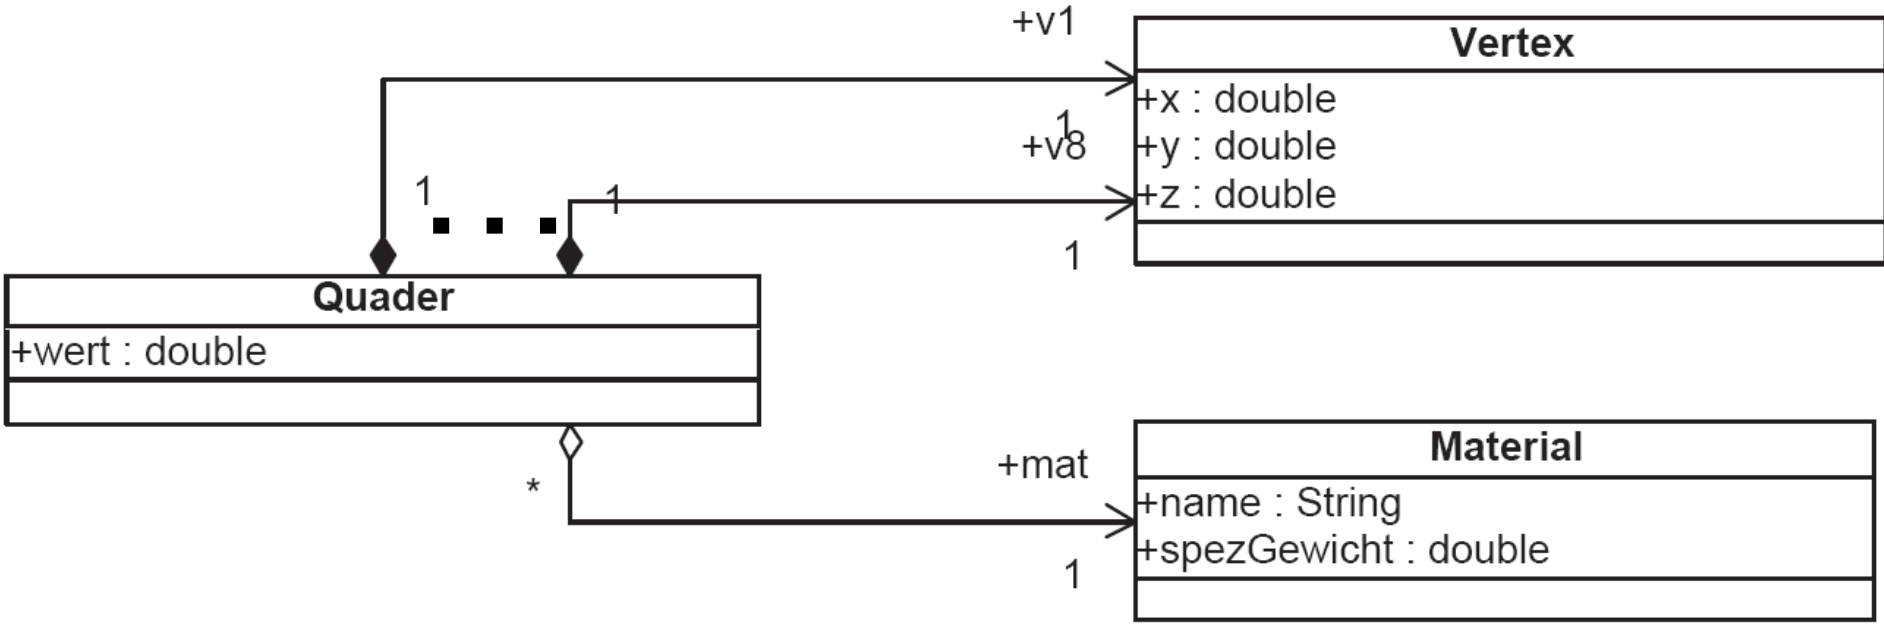 +v1
Vertex
+x : double
1
+v8
+y : double
+z : double
1
1
1
Quader
+wert : double
*
+mat
1
Material
+name : String
+spezGewicht : double